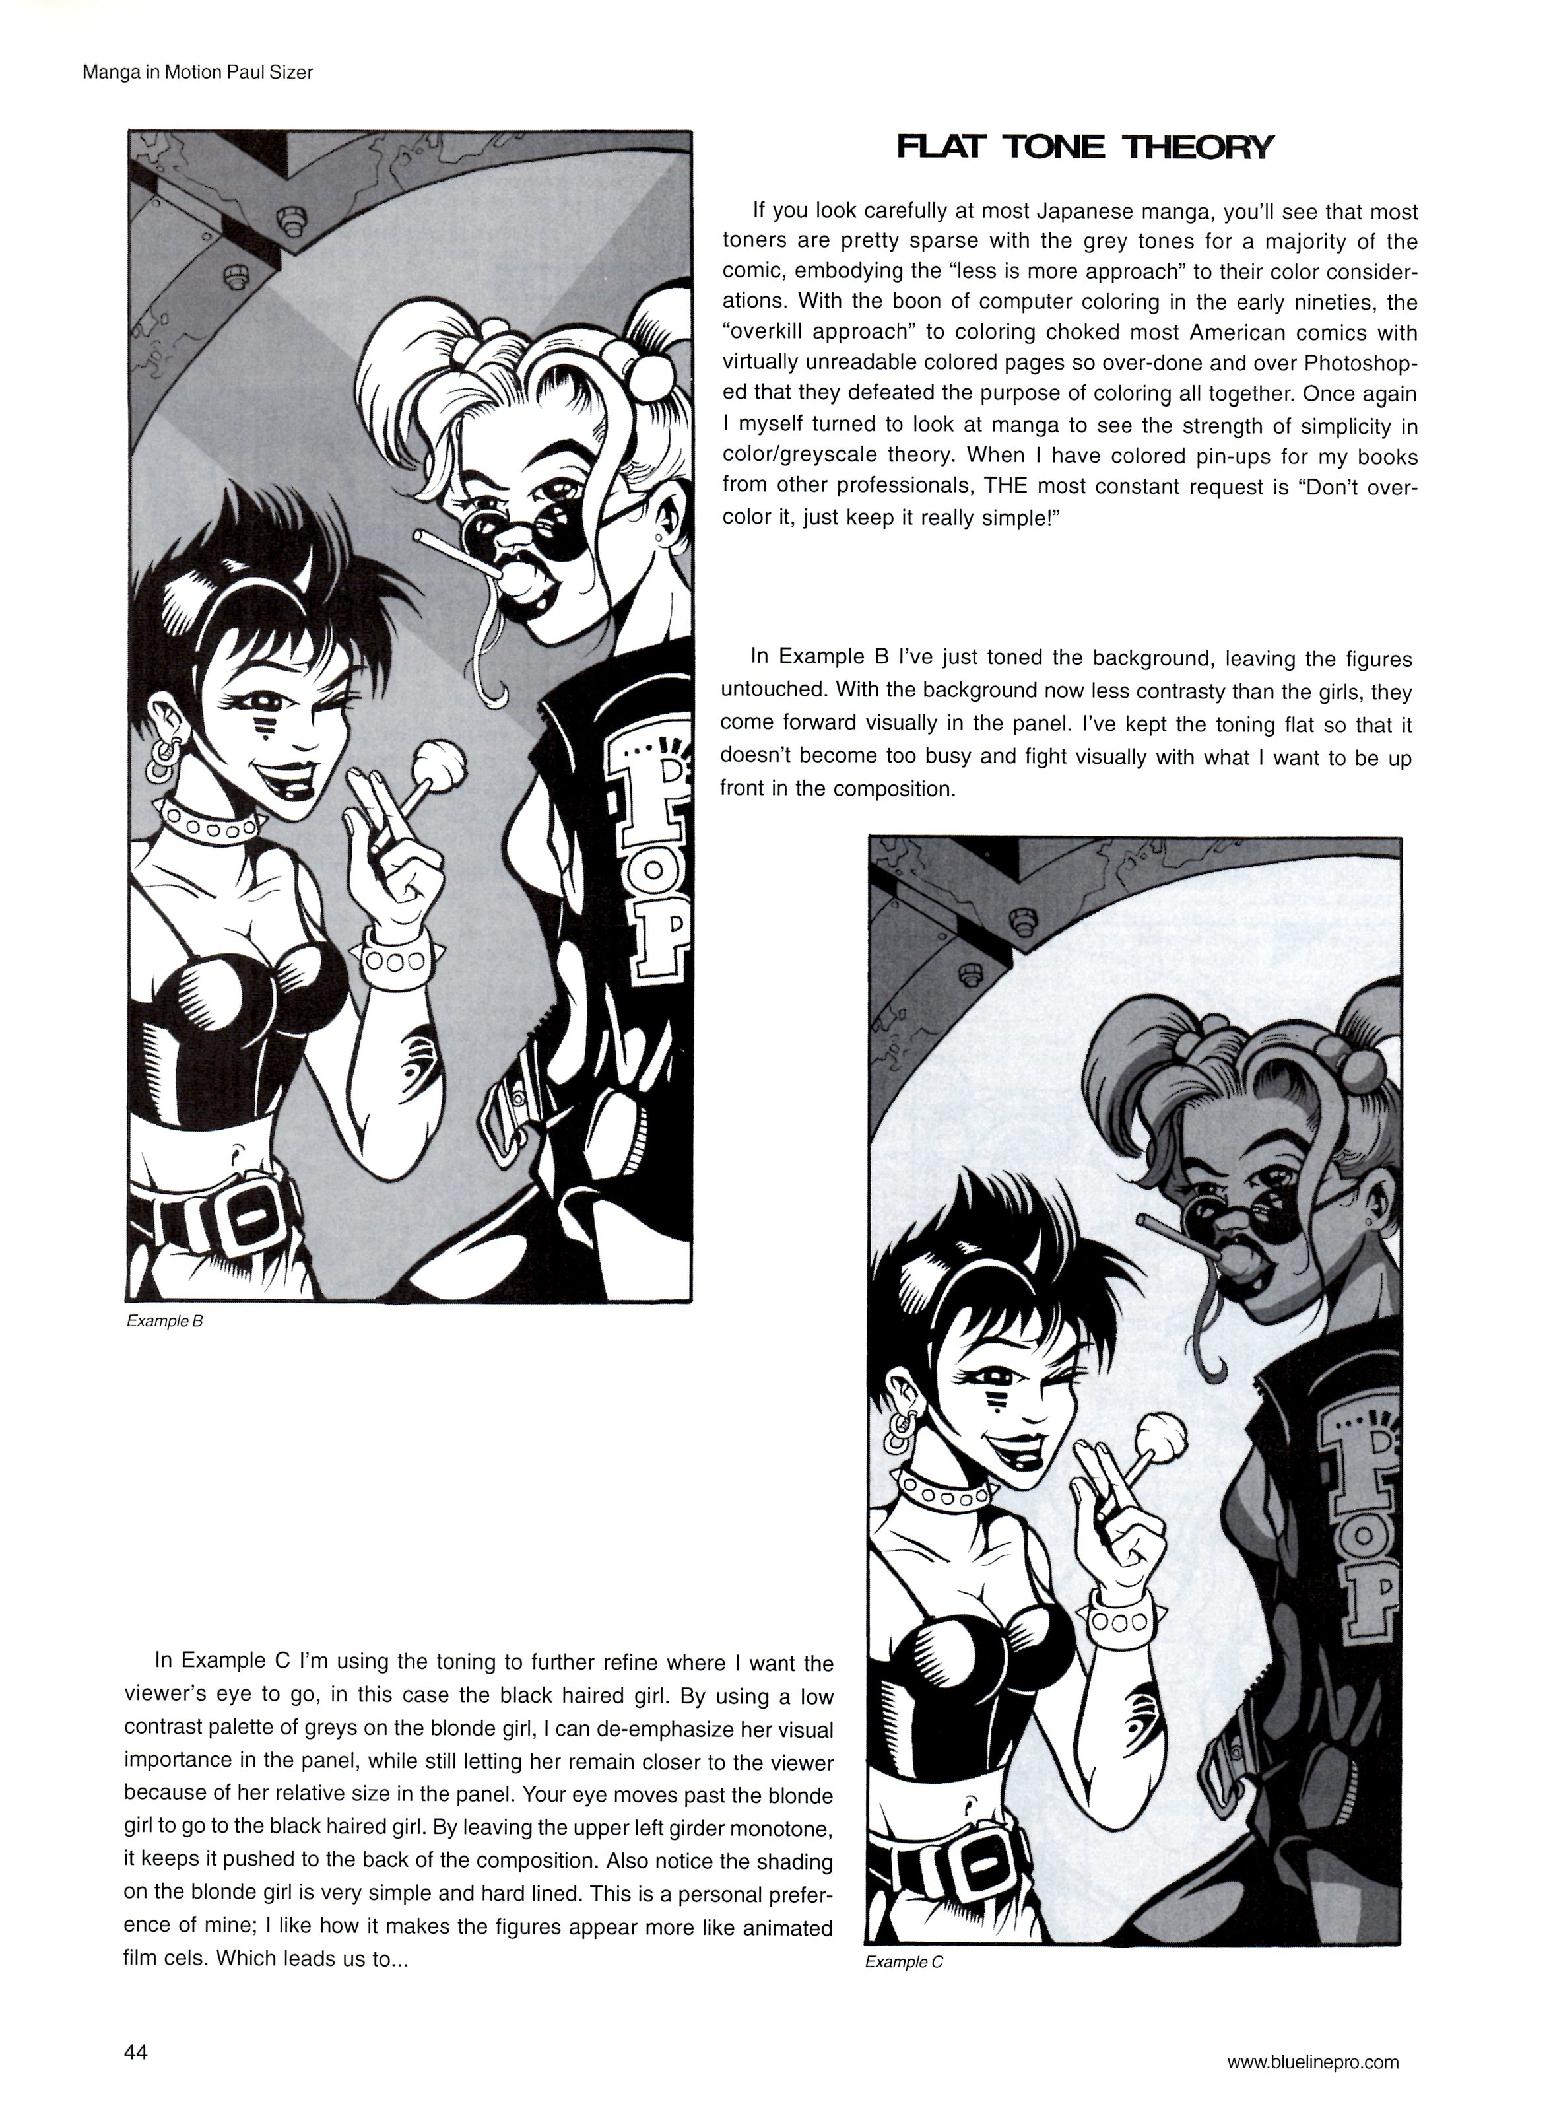 Manga in Motion Paul Sizer
FLAT TONE THEORY
If you look carefully at most Japanese manga, you'll see that most
toners are pretty sparse with the grey tones for a majority of the
comic, embodying the “less is more approach” to their color consider-
ations. With the boon of computer coloring in the early nineties, the
“overkill approach” to coloring choked most American comics with
virtually unreadable colored pages so over-done and over Photoshop-
ed that they defeated the purpose of coloring all together. Once again
I myself turned to look at manga to see the strength of simplicity in
color/greyscale theory. When I have colored pin-ups for my books
from other professionals, THE most constant request is “Don't over-
color it, just keep it really simple!”
In Example B I've just toned the background, leaving the figures
untouched. With the background now less contrasty than the girls, they
come forward visually in the panel. I've kept the toning flat so that it
doesn't become too busy and fight visually with what I want to be up
front in the composition.
...!!!
POP
Example B
...!!!
POP
In Example C I'm using the toning to further refine where I want the
viewer's eye to go, in this case the black haired girl. By using a low
contrast palette of greys on the blonde girl, I can de-emphasize her visual
importance in the panel, while still letting her remain closer to the viewer
because of her relative size in the panel. Your eye moves past the blonde
girl to go to the black haired girl. By leaving the upper left girder monotone,
it keeps it pushed to the back of the composition. Also notice the shading
on the blonde girl is very simple and hard lined. This is a personal prefer-
ence of mine; I like how it makes the figures appear more like animated
film cels. Which leads us to...
Example C
44
www.bluelinepro.com